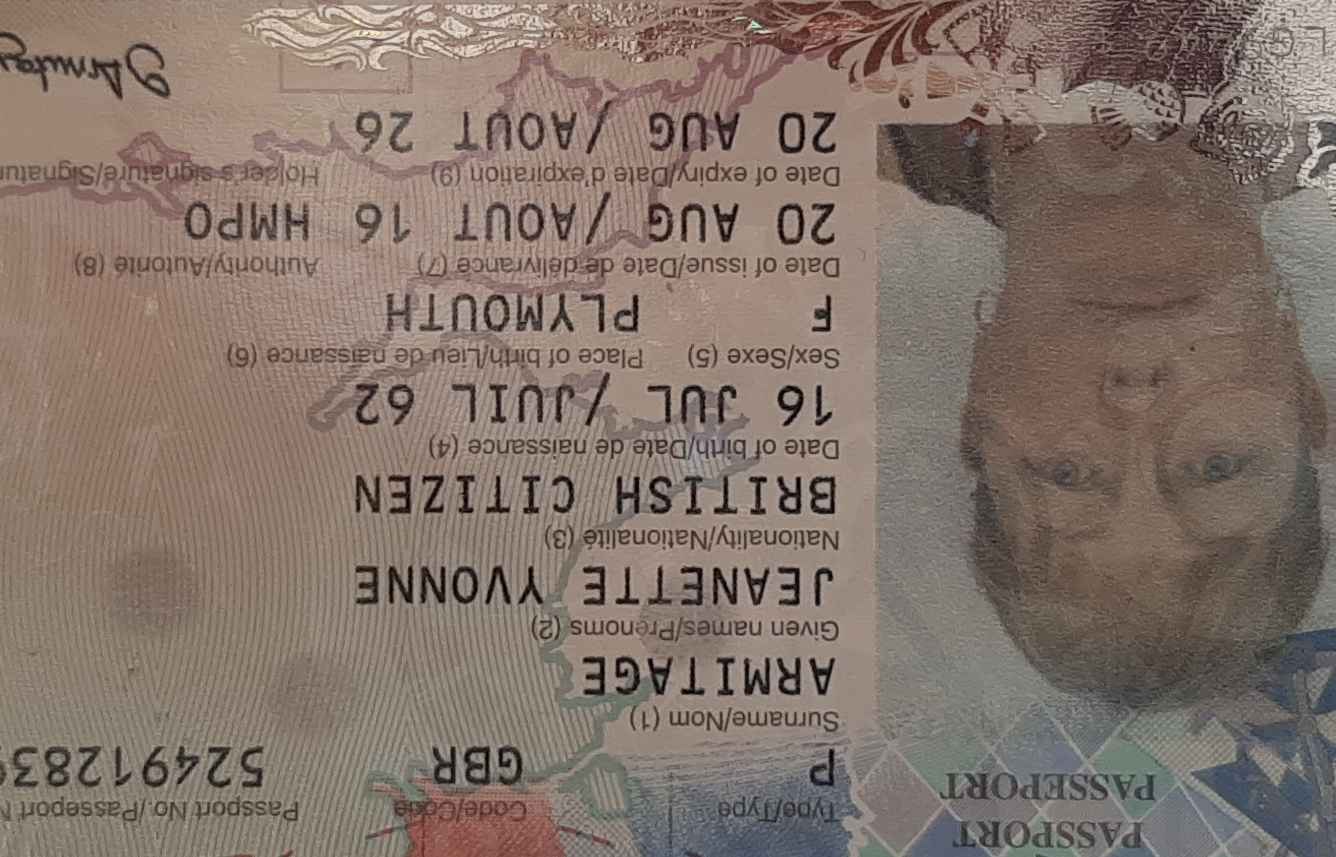 PASSPORT
PASSEPORT
Type/Type Code/Code Passport No./Passeport
P GBR
Surname/Nom (1)
ARMITAGE
Given names/Prénoms (2)
JEANETTE YVONNE
Nationality/Nationalité (3)
BRITISH CITIZEN
Date of birth/Date de naissance (4)
16 JUL /JUIL 62
Sex/Sexe (5) Place of birth/Lieu de naissance (6)
F PLYMOUTH
Date of issue/Date de délivrance (7) Authority/Autorité (8)
20 AUG /AOUT 16 HMPO
Date of expiry/Date d'expiration (9) Holder's signature/Signatur
20 AUG /AOUT 26